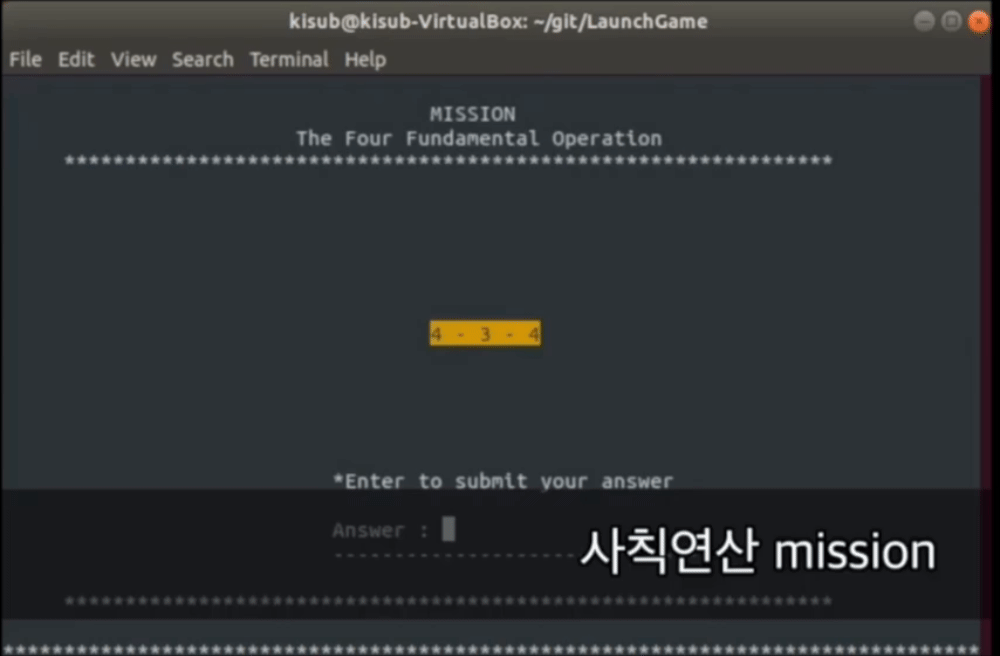 kisub@kisub-VirtualBox: ~/git/LaunchGame
File Edit View Search Terminal Help
MISSION
The Four Fundamental Operation
***************************************************************
4 - 3 - 4
*Enter to submit your answer
Answer :
--------------------
사칙연산 mission
***************************************************************
********************************************************************************